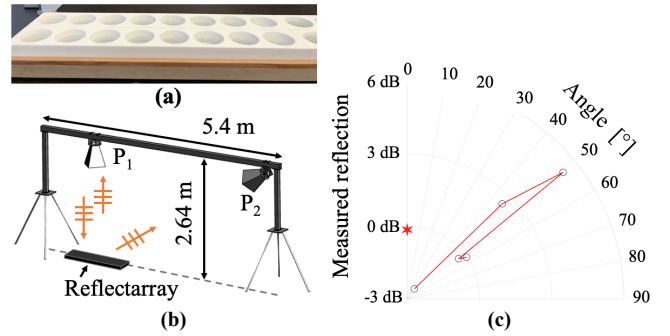 (a)
5.4 m
P1
P2
2.64 m
Reflectarray
(b)
6 dB
3 dB
0 dB
-3 dB
Measured reflection
0
10
20
30
40
50
60
70
80
90
Angle [°]
(c)